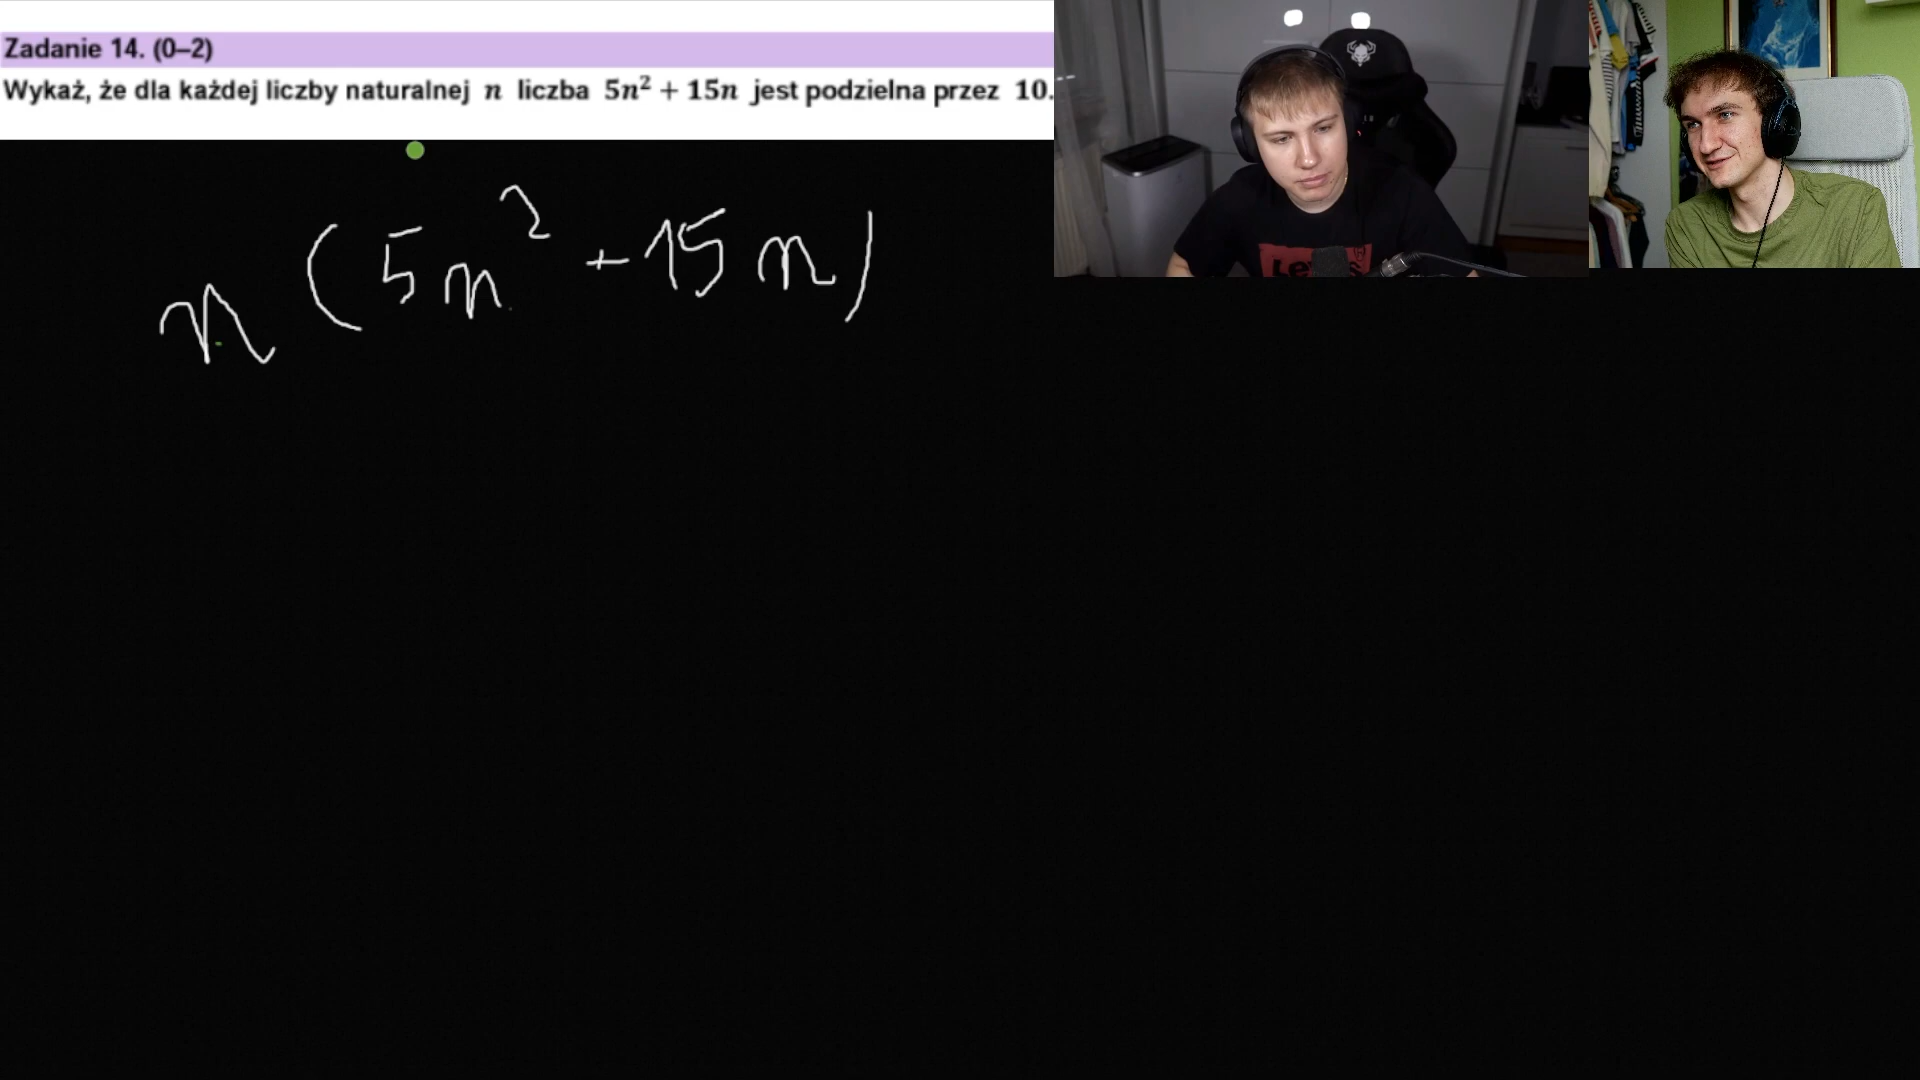 Zadanie 14. (0–2)
Wykaż, że dla każdej liczby naturalnej n liczba 5n² + 15n jest podzielna przez 10.
n (5n² + 15n)